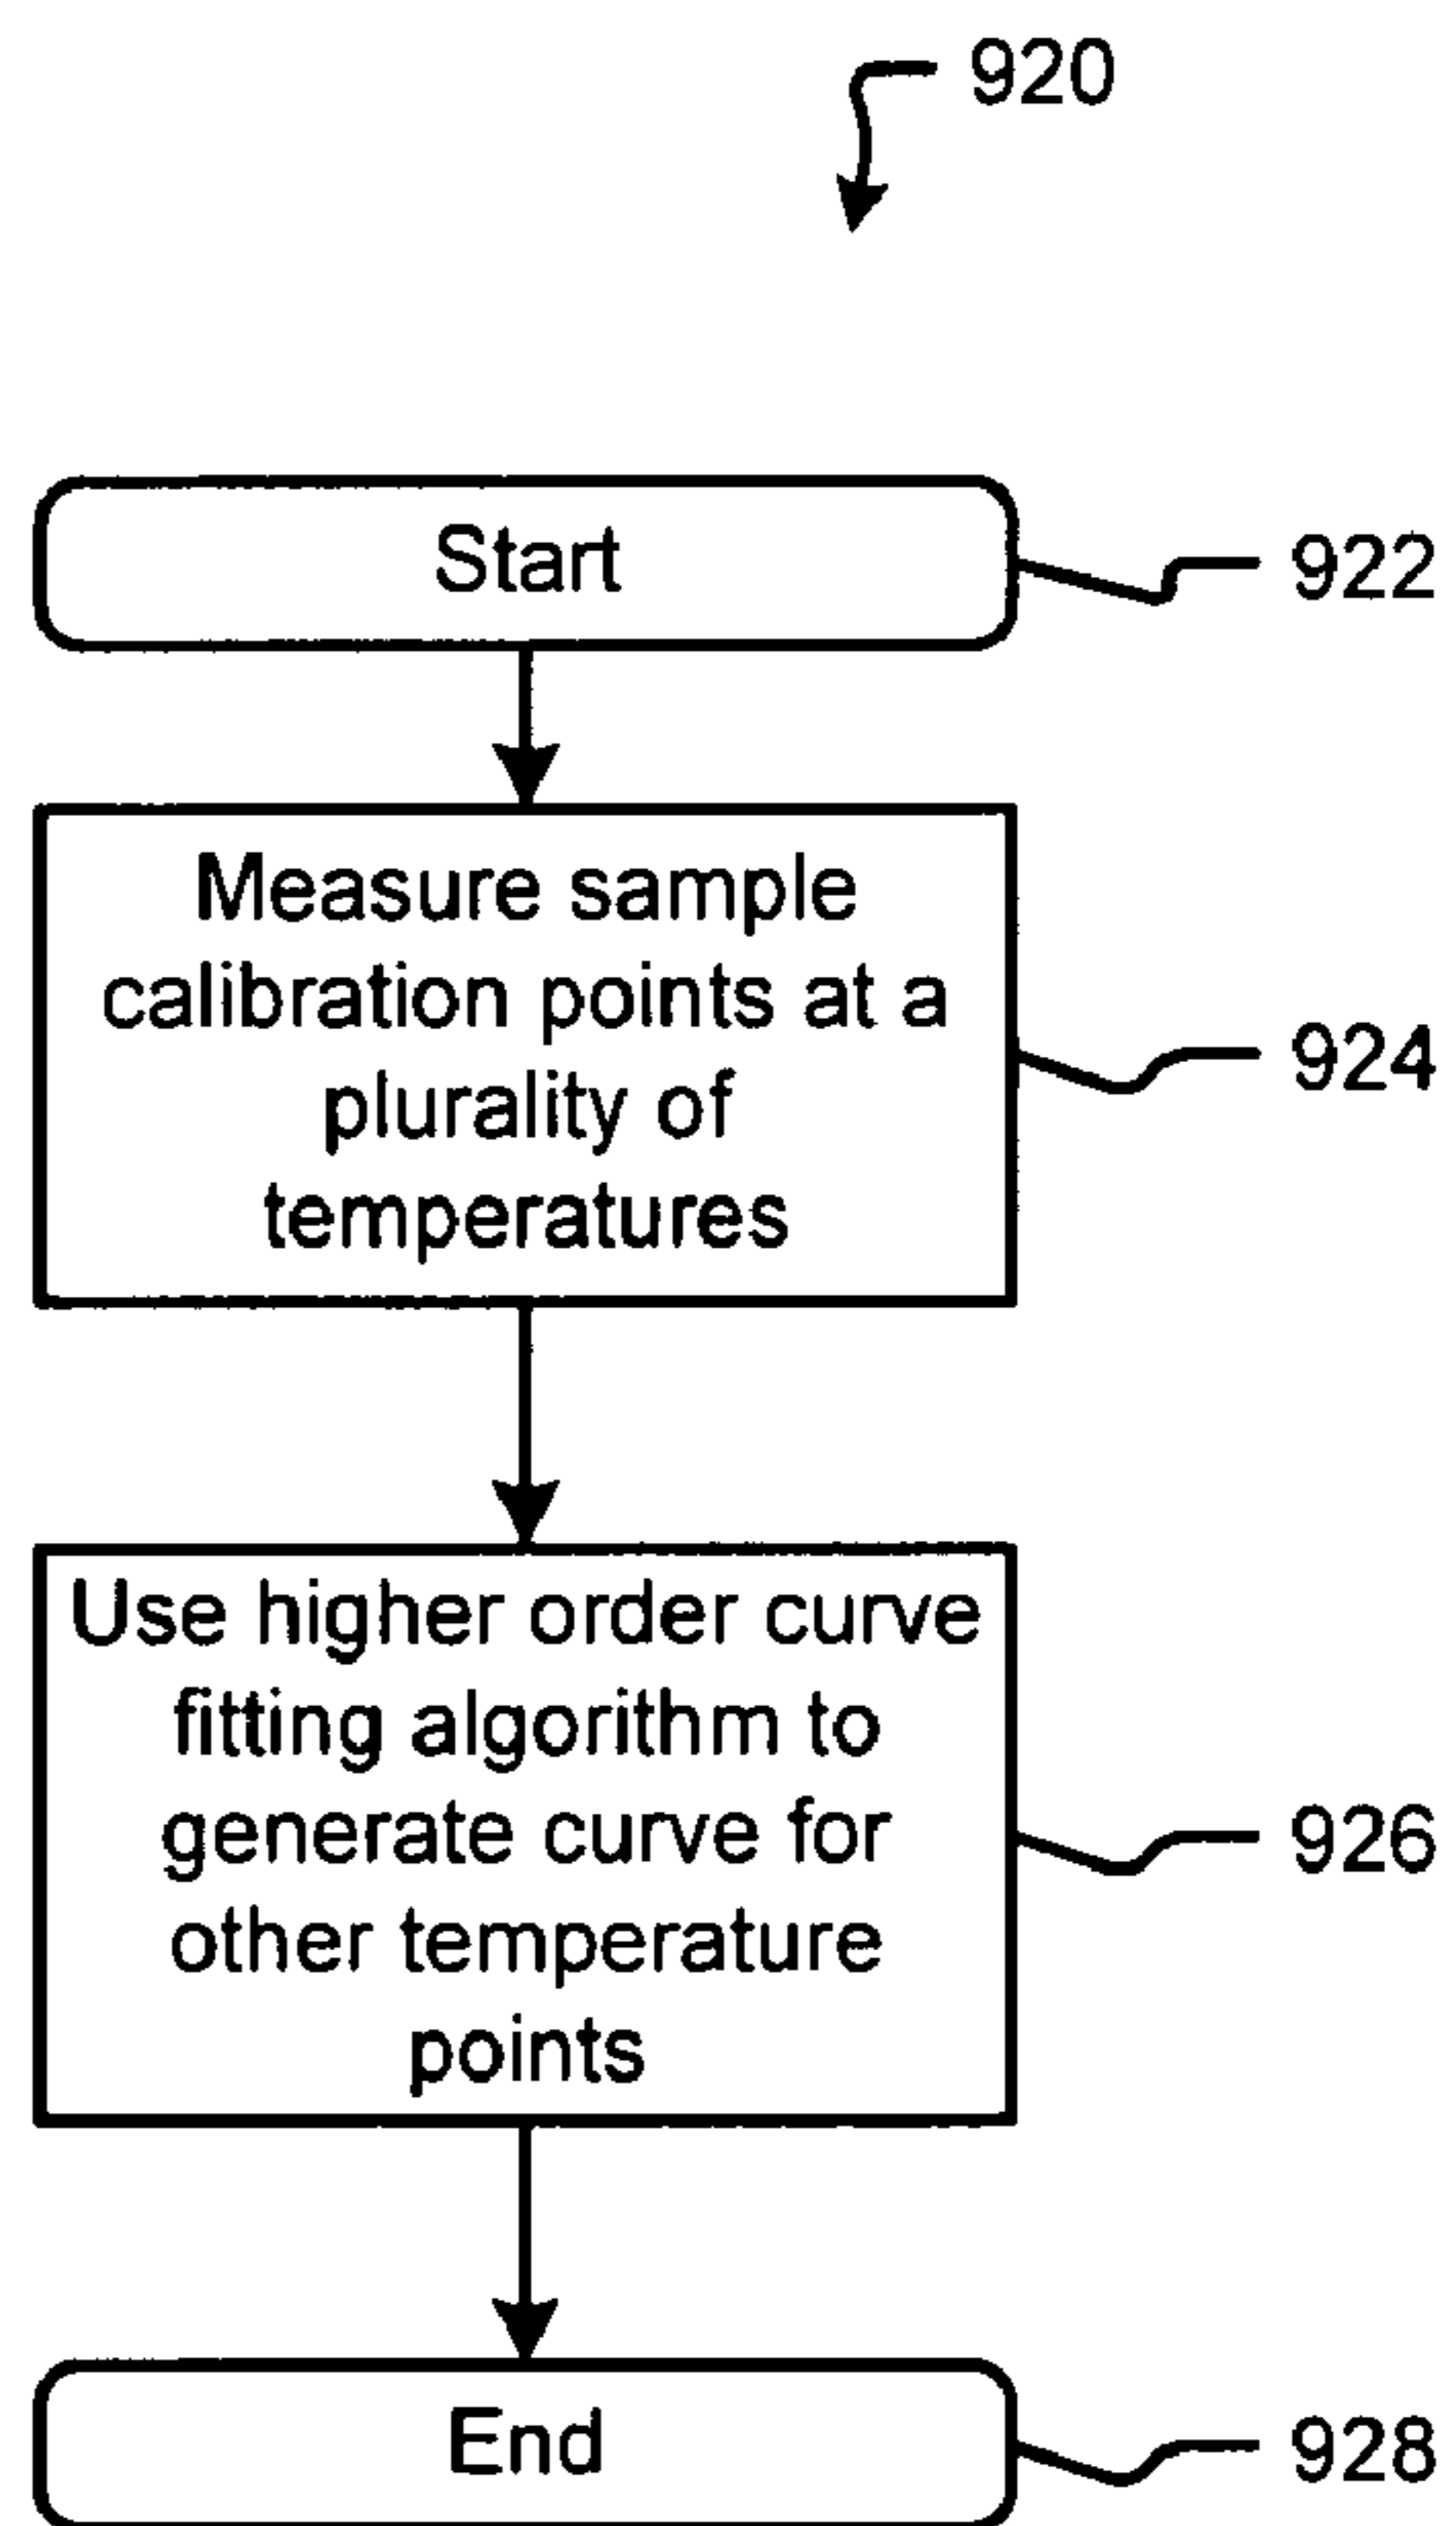 920
Start
922
Measure sample
calibration points at a
plurality of
temperatures
924
Use higher order curve
fitting algorithm to
generate curve for
other temperature
points
926
End
928